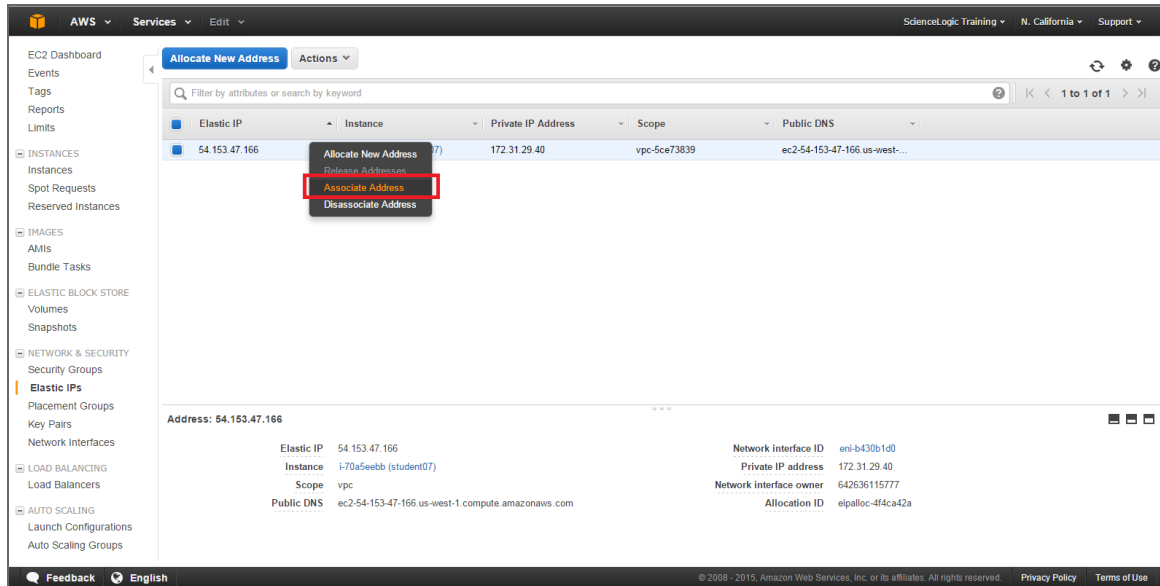 AWS Services Edit ScienceLogic Training N. California Support
EC2 Dashboard
Events
Tags
Reports
Limits
INSTANCES
Instances
Spot Requests
Reserved Instances
IMAGES
AMIs
Bundle Tasks
ELASTIC BLOCK STORE
Volumes
Snapshots
NETWORK & SECURITY
Security Groups
Elastic IPs
Placement Groups
Key Pairs
Network Interfaces
LOAD BALANCING
Load Balancers
AUTO SCALING
Launch Configurations
Auto Scaling Groups
Allocate New Address Actions
Filter by attributes or search by keyword 1 to 1 of 1
Elastic IP Instance Private IP Address Scope Public DNS
54.153.47.166 7) 172.31.29.40 vpc-5ce73839 ec2-54-153-47-166.us-west-...
Allocate New Address
Release Addresses
Associate Address
Disassociate Address
Address: 54.153.47.166
Elastic IP 54.153.47.166 Network interface ID eni-b430b1d0
Instance i-70a5eebb (student07) Private IP address 172.31.29.40
Scope vpc Network interface owner 642636115777
Public DNS ec2-54-153-47-166.us-west-1.compute.amazonaws.com Allocation ID eipalloc-4f4ca42a
Feedback English © 2008 - 2015, Amazon Web Services, Inc. or its affiliates. All rights reserved. Privacy Policy Terms of Use